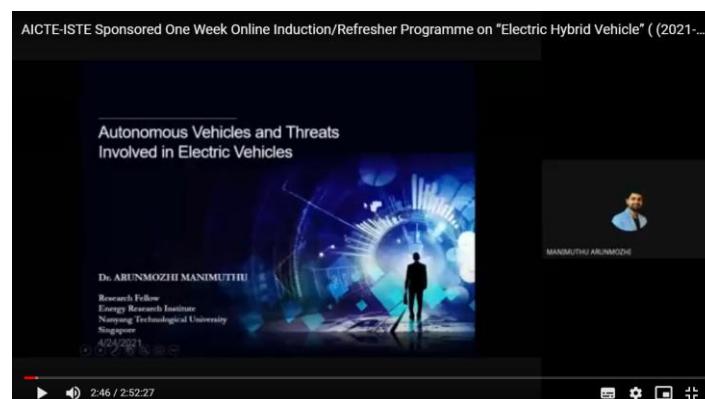 AICTE-ISTE Sponsored One Week Online Induction/Refresher Programme on “Electric Hybrid Vehicle” ( (2021-...
Autonomous Vehicles and Threats
Involved in Electric Vehicles
Dr. ARUNMOZHI MANIMUTHU
Research Fellow
Energy Research Institute
Nanyang Technological University
Singapore
4/24/2021
MANIMUTHU ARUNMOZHI
2:46 / 2:52:27